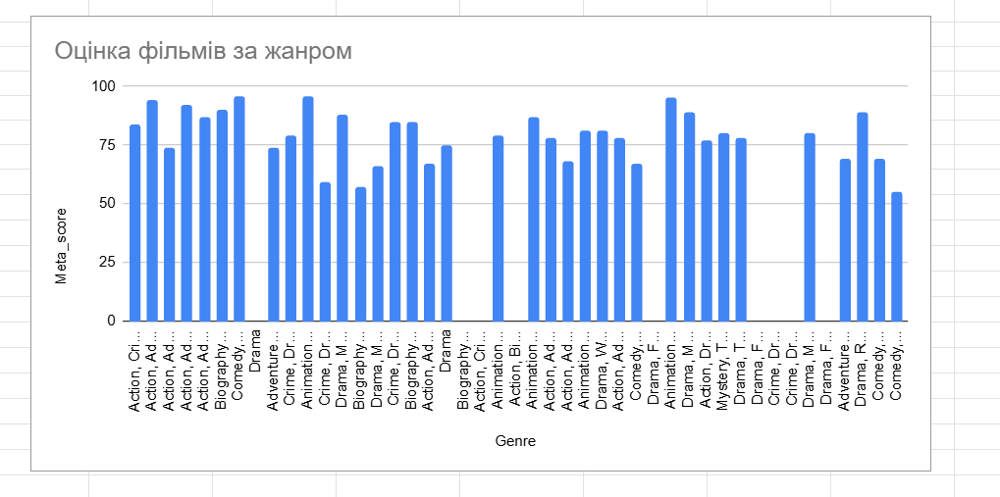 Оцінка фільмів за жанром
100
75
50
25
0
Meta_score
Action, Cri...
Action, Ad...
Action, Ad...
Action, Ad...
Action, Ad...
Biography...
Comedy,...
Drama
Adventure...
Crime, Dr...
Animation...
Crime, Dr...
Drama, M...
Biography...
Drama, M...
Crime, Dr...
Biography...
Action, Ad...
Drama
Biography...
Action, Cri...
Animation...
Action, Bi...
Animation...
Action, Ad...
Action, Ad...
Animation...
Drama, W...
Action, Ad...
Comedy,...
Drama, F...
Animation...
Drama, M...
Action, Dr...
Mystery, T...
Drama, T...
Drama, F...
Crime, Dr...
Crime, Dr...
Drama, M...
Drama, F...
Adventure...
Drama, R...
Comedy,...
Comedy,...
Genre